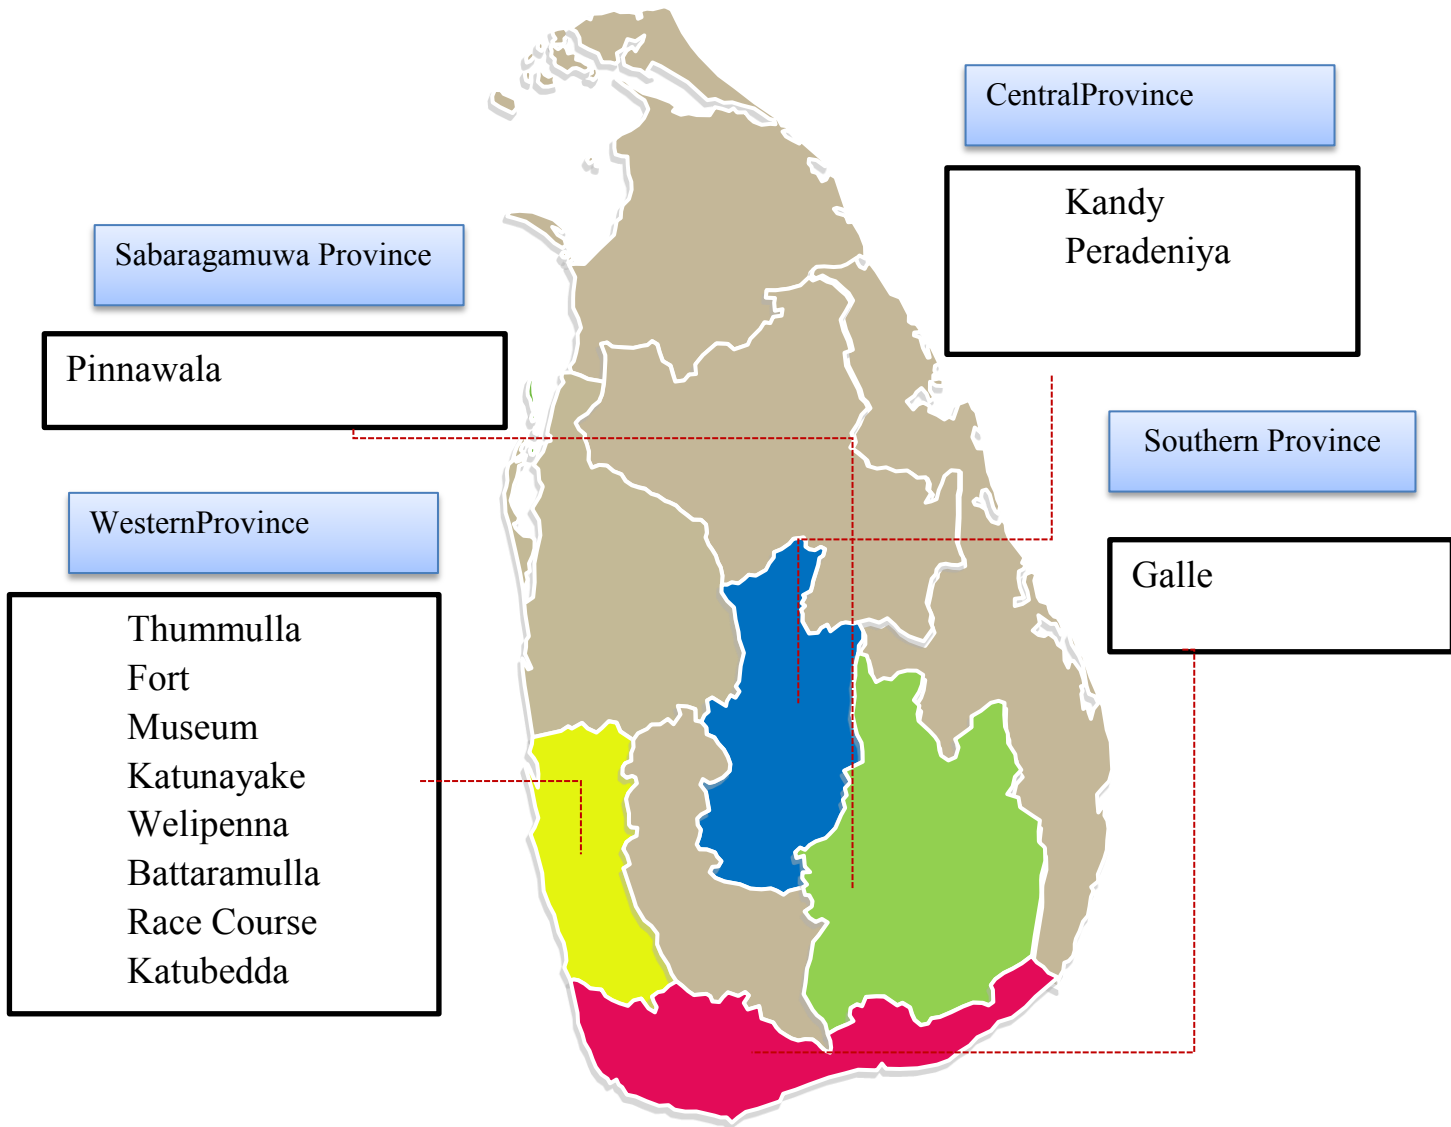 CentralProvince
Kandy
Peradeniya
Sabaragamuwa Province
Pinnawala
Southern Province
Galle
WesternProvince
Thummulla
Fort
Museum
Katunayake
Welipenna
Battaramulla
Race Course
Katubedda